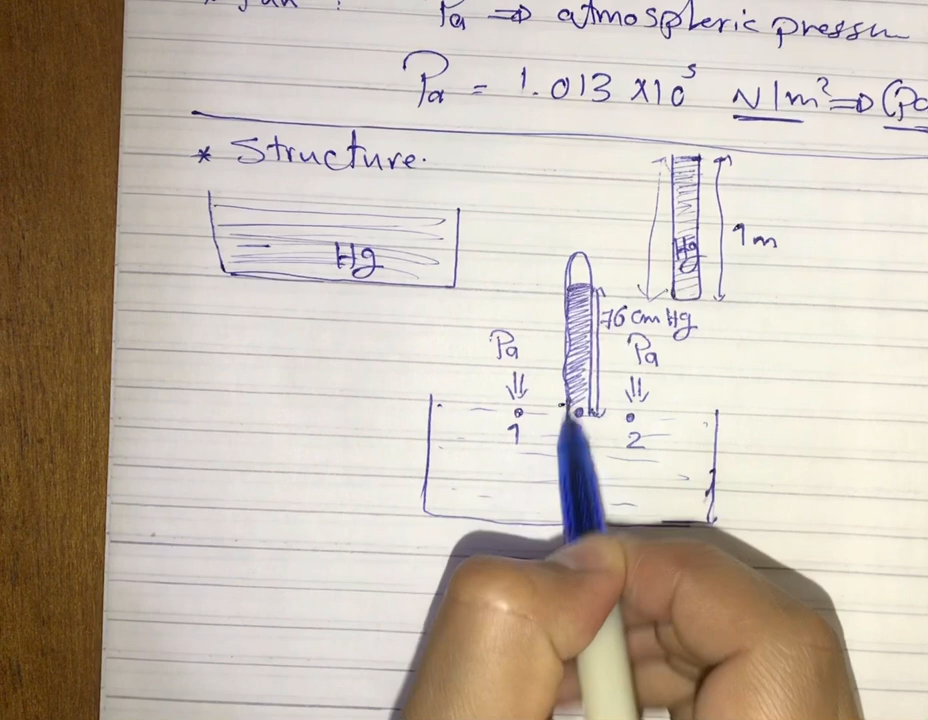 Pa ⇒ atmospheric pressu
Pa = 1.013 x10⁵ N/m² ⇒ (Pa
* Structure.
Hg
Hg
1m
76 cm Hg
Pa
Pa
1
2